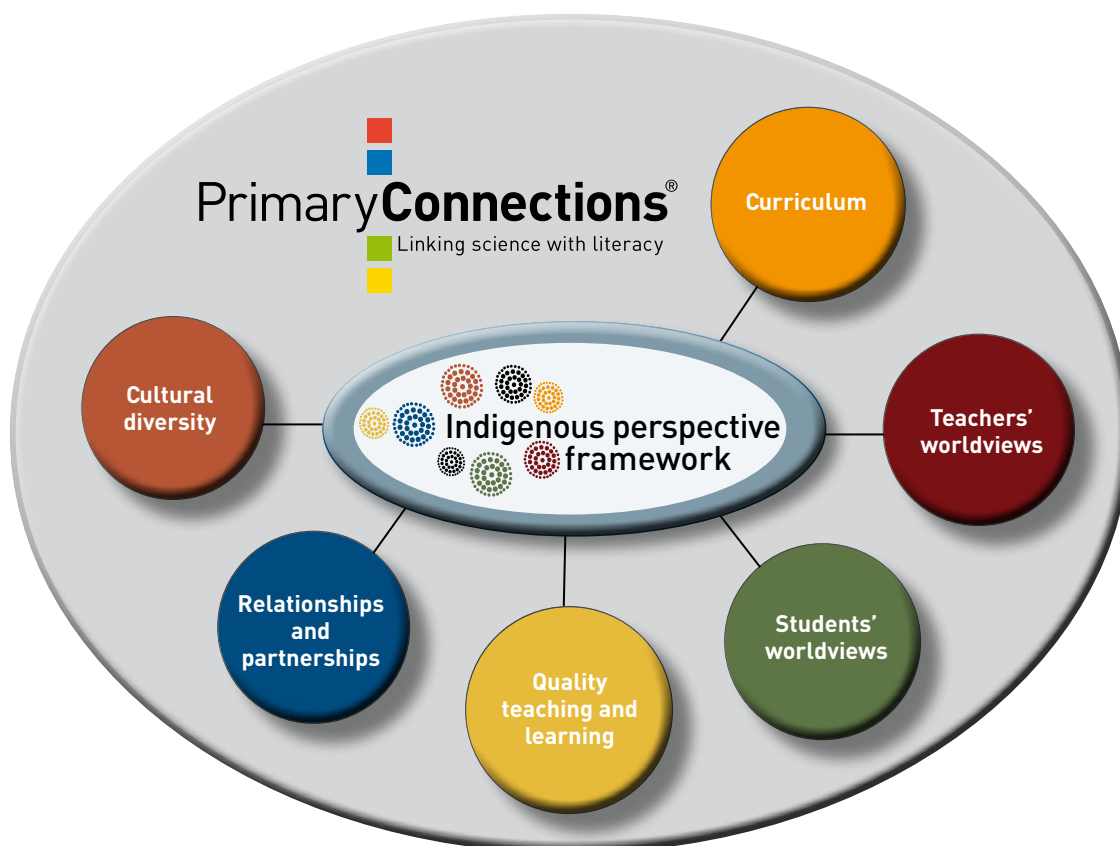 PrimaryConnections®
Linking science with literacy
Curriculum
Cultural
diversity
Indigenous perspective
framework
Teachers’
worldviews
Relationships
and
partnerships
Quality
teaching and
learning
Students’
worldviews